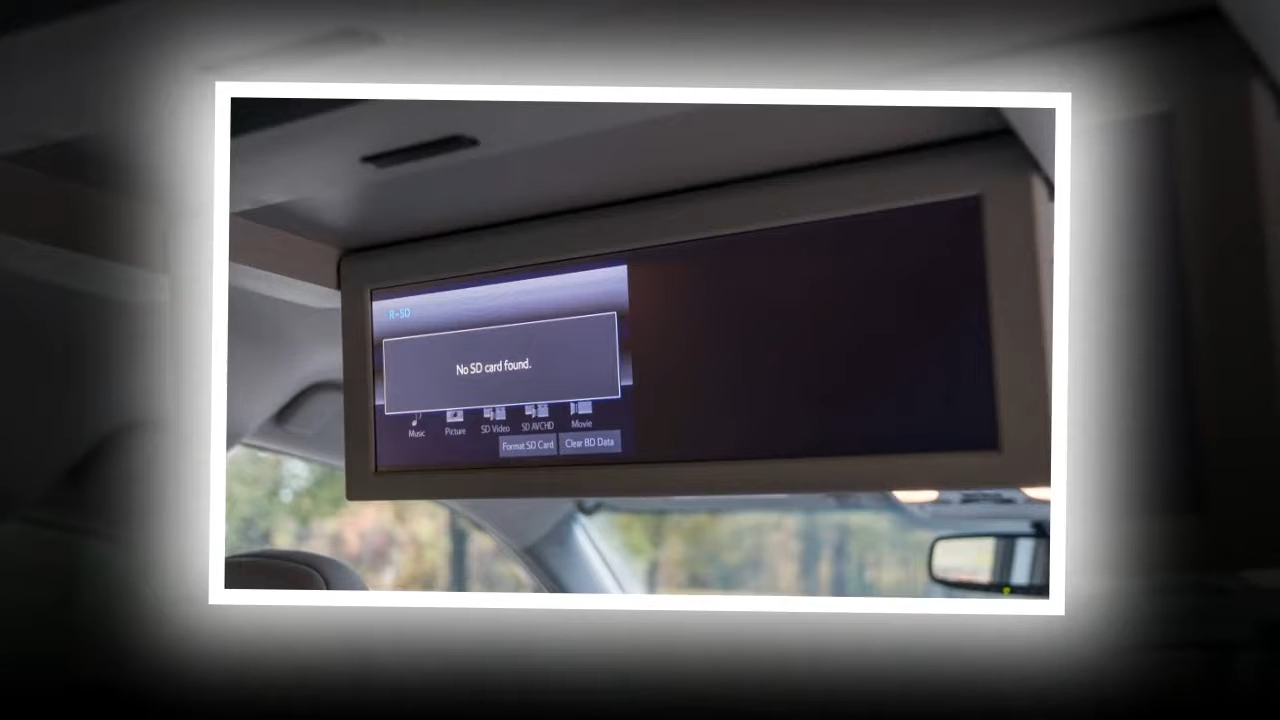 R-SD
No SD card found.
Music Picture SD Video SD AVCHD Movie
Format SD Card Clear BD Data